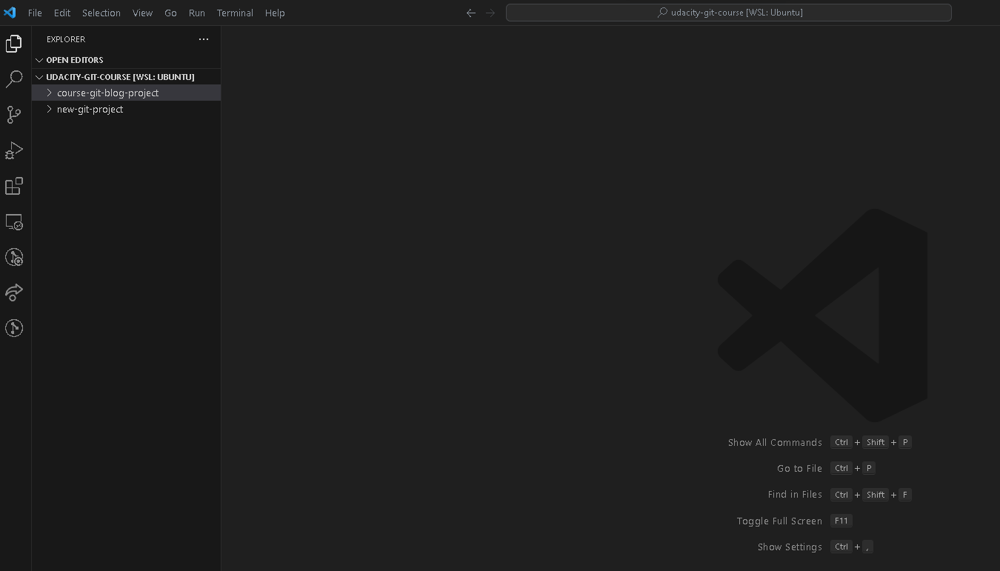 File Edit Selection View Go Run Terminal Help
udacity-git-course [WSL: Ubuntu]
EXPLORER
OPEN EDITORS
UDACITY-GIT-COURSE [WSL: UBUNTU]
course-git-blog-project
new-git-project
Show All Commands Ctrl + Shift + P
Go to File Ctrl + P
Find in Files Ctrl + Shift + F
Toggle Full Screen F11
Show Settings Ctrl + ,